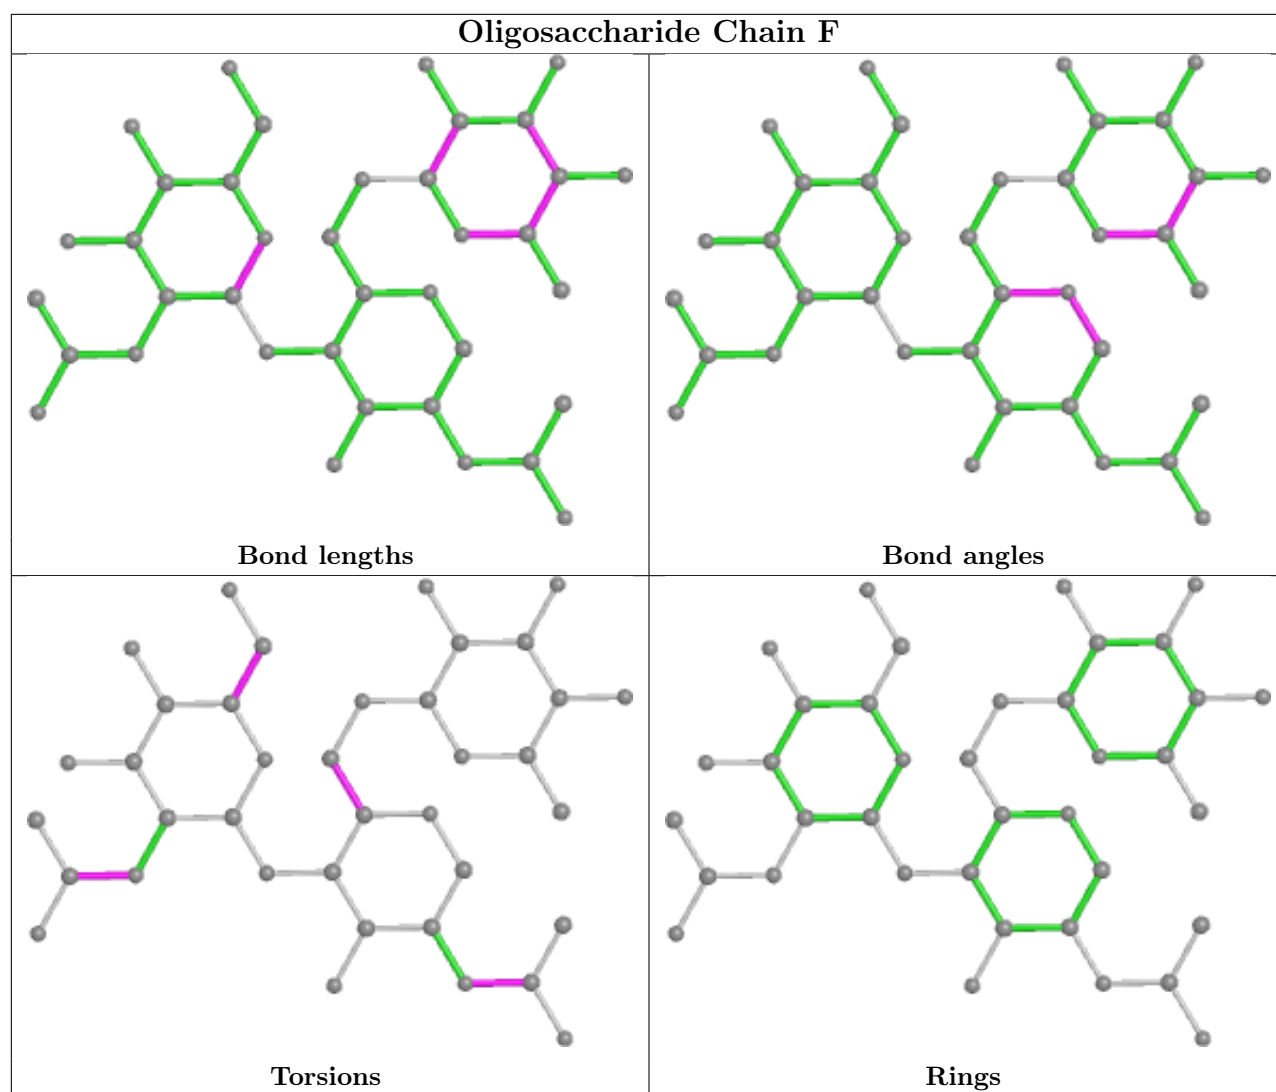 Oligosaccharide Chain F
Bond lengths
Bond angles
Torsions
Rings